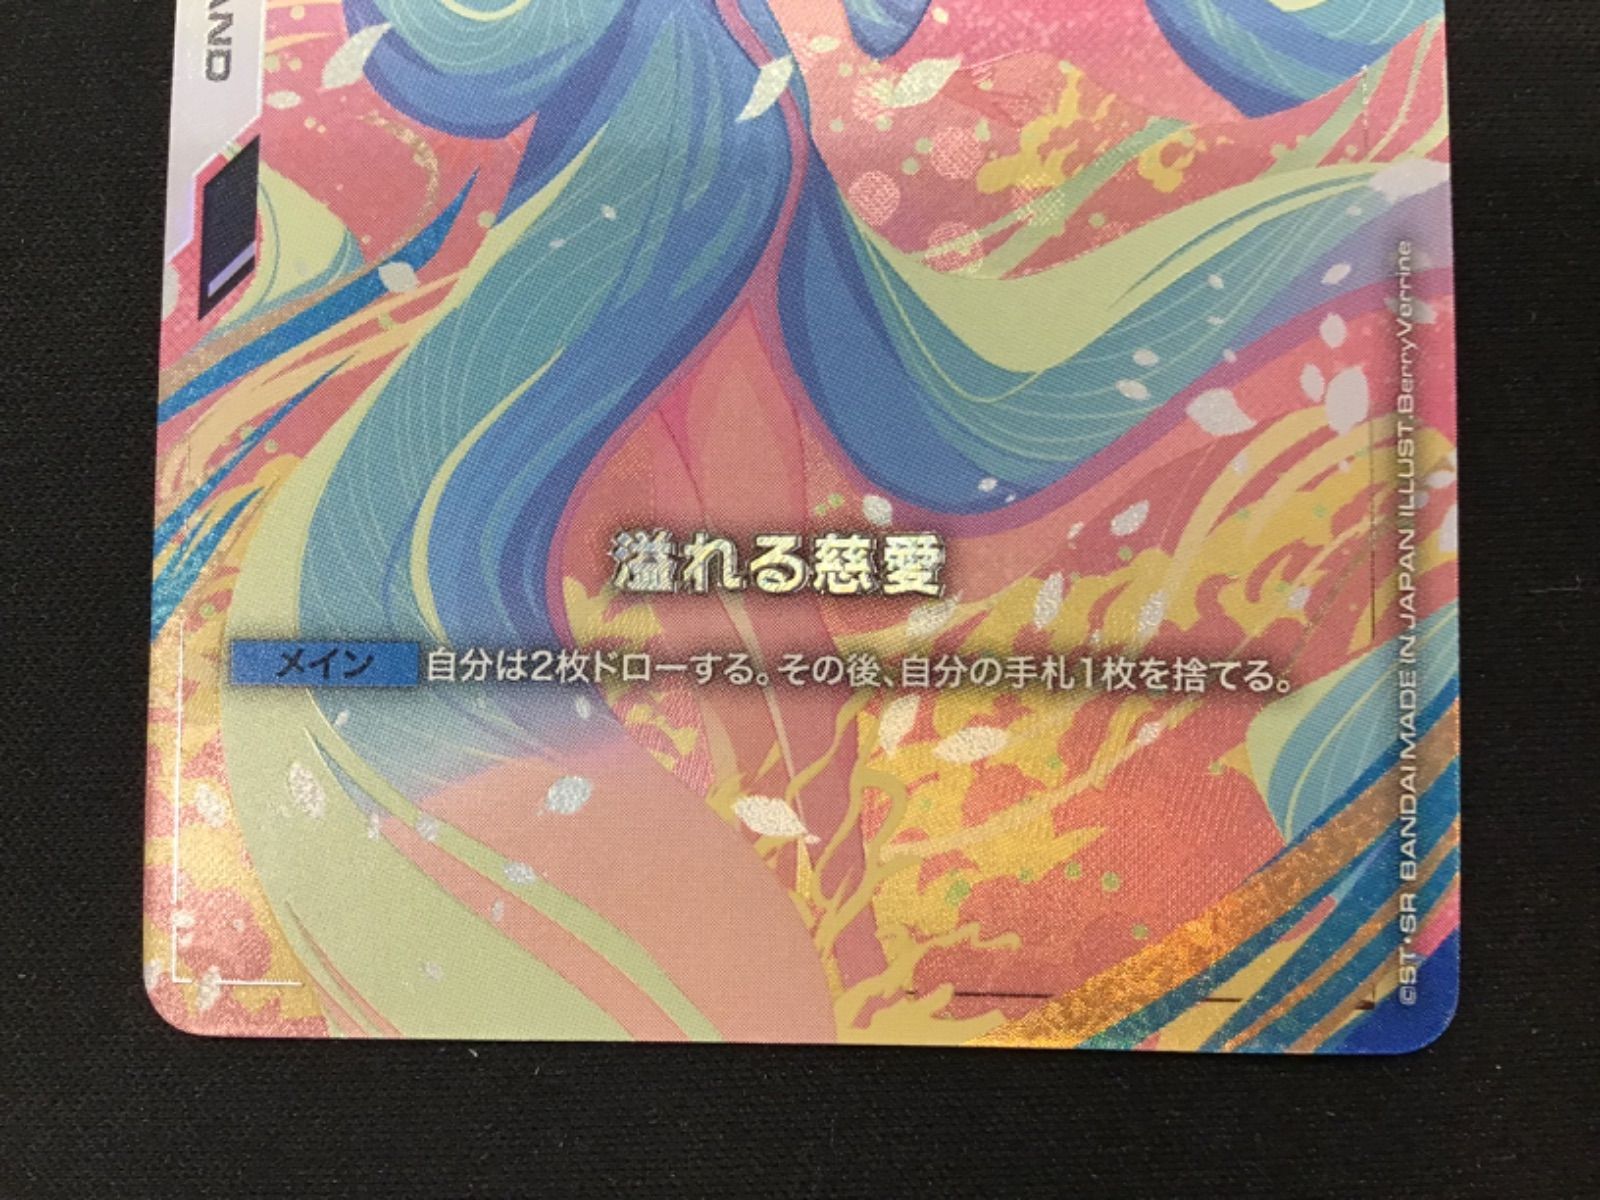 AND
溢れる慈愛
メイン 自分は2枚ドローする。その後、自分の手札1枚を捨てる。
©ST・SR BANDAI MADE IN JAPAN ILLUST.BerryVerrine